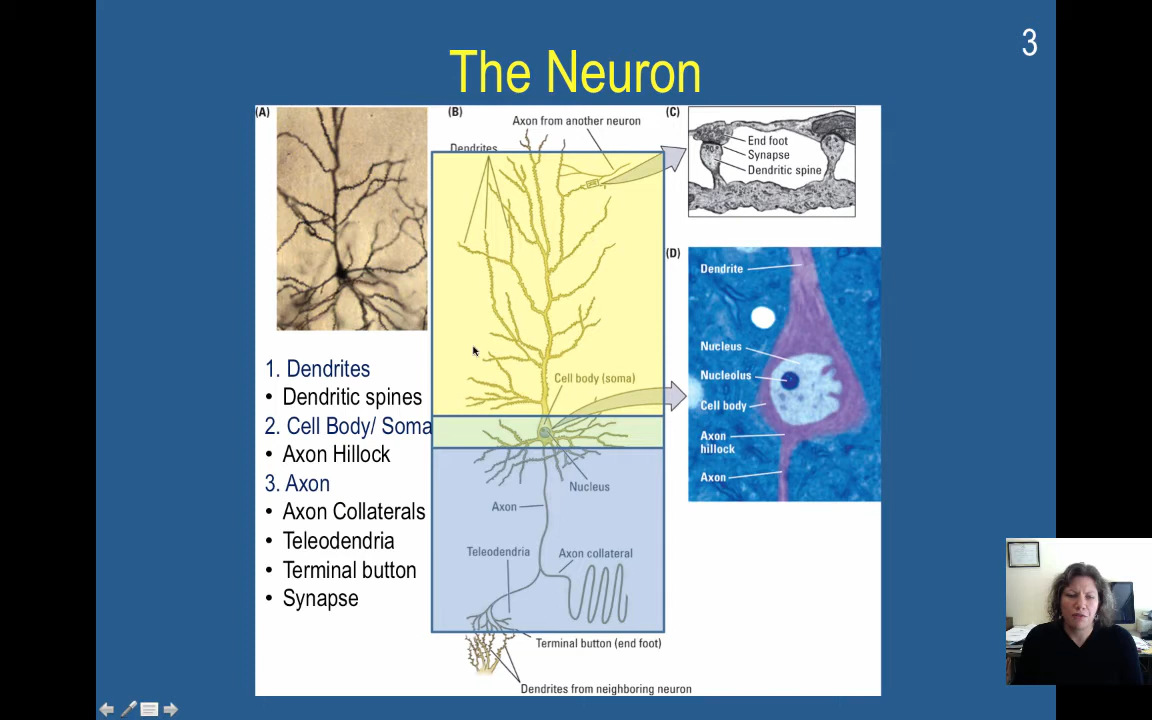 3
The Neuron
(A)
(B)
(C)
Axon from another neuron
Dendrites
End foot
Synapse
Dendritic spine
(D)
Dendrite
Nucleus
Nucleolus
Cell body
Axon
hillock
Axon
Cell body (soma)
Nucleus
Axon
Teleodendria
Axon collateral
Terminal button (end foot)
Dendrites from neighboring neuron
1. Dendrites
• Dendritic spines
2. Cell Body/ Soma
• Axon Hillock
3. Axon
• Axon Collaterals
• Teleodendria
• Terminal button
• Synapse